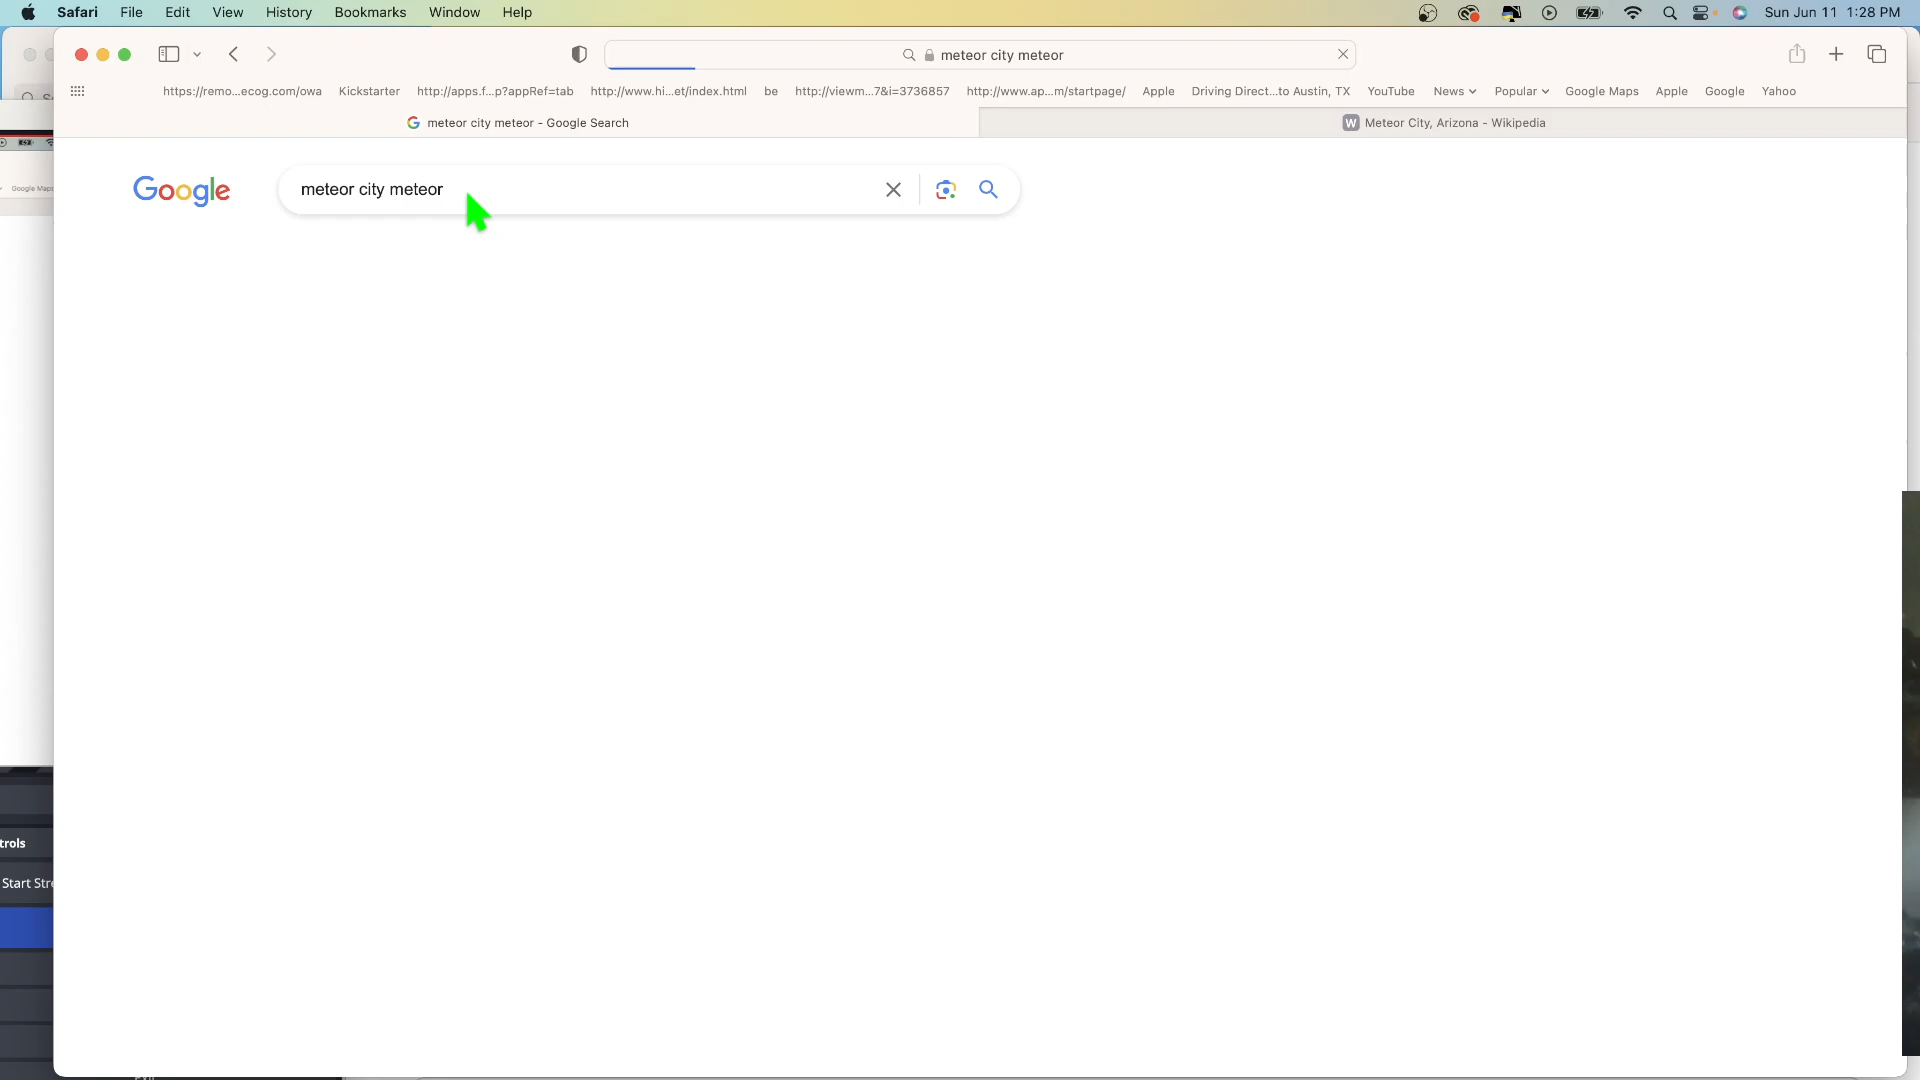 Safari File Edit View History Bookmarks Window Help Sun Jun 11 1:28 PM
meteor city meteor
https://remo...ecog.com/owa Kickstarter http://apps.f...p?appRef=tab http://www.hi...et/index.html be http://viewm...7&i=3736857 http://www.ap...m/startpage/ Apple Driving Direct...to Austin, TX YouTube News Popular Google Maps Apple Google Yahoo
meteor city meteor - Google Search W Meteor City, Arizona - Wikipedia
Google Maps
Google meteor city meteor
trols
Start Stre